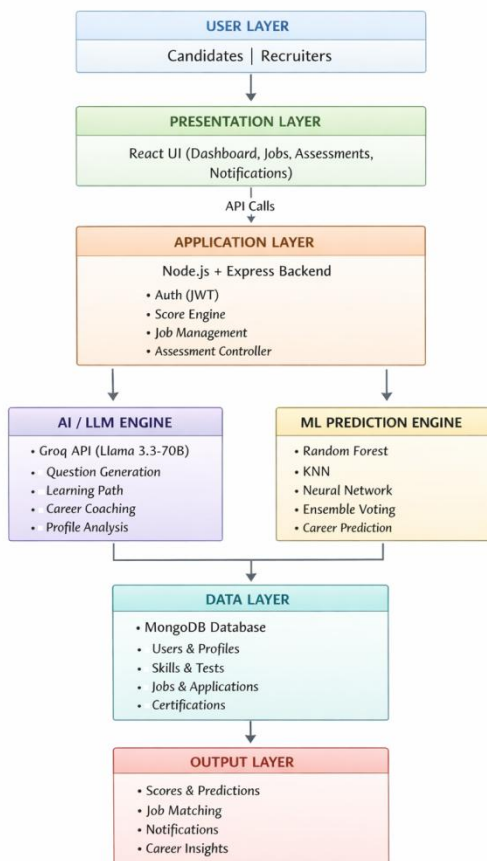 USER LAYER
Candidates | Recruiters
PRESENTATION LAYER
React UI (Dashboard, Jobs, Assessments,
Notifications)
API Calls
APPLICATION LAYER
Node.js + Express Backend
• Auth (JWT)
• Score Engine
• Job Management
• Assessment Controller
AI / LLM ENGINE
• Groq API (Llama 3.3-70B)
• Question Generation
• Learning Path
• Career Coaching
• Profile Analysis
ML PREDICTION ENGINE
• Random Forest
• KNN
• Neural Network
• Ensemble Voting
• Career Prediction
DATA LAYER
• MongoDB Database
• Users & Profiles
• Skills & Tests
• Jobs & Applications
• Certifications
OUTPUT LAYER
• Scores & Predictions
• Job Matching
• Notifications
• Career Insights